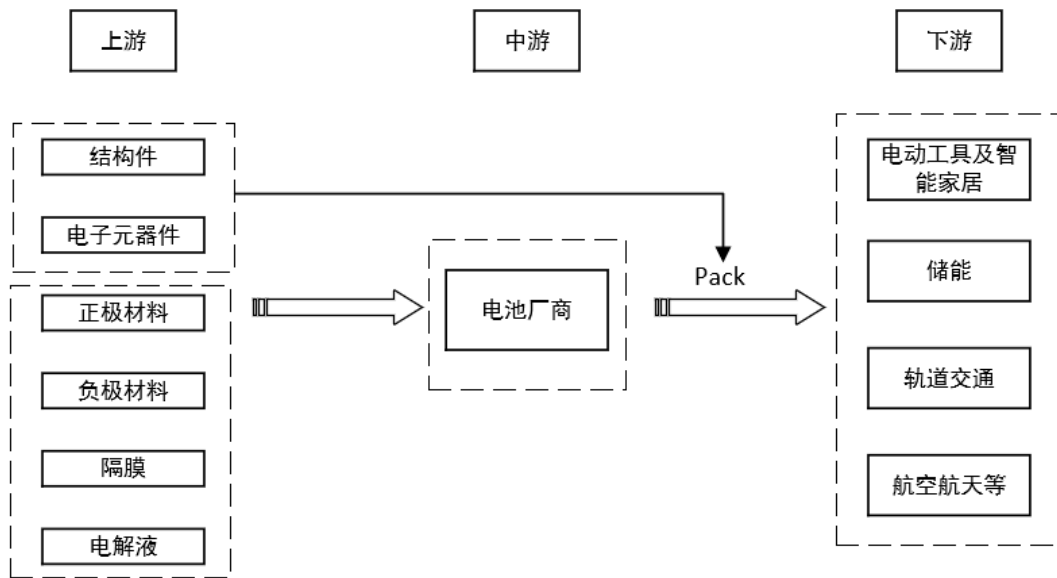 上游
中游
下游
结构件
电子元器件
正极材料
负极材料
隔膜
电解液
电池厂商
Pack
电动工具及智
能家居
储能
轨道交通
航空航天等